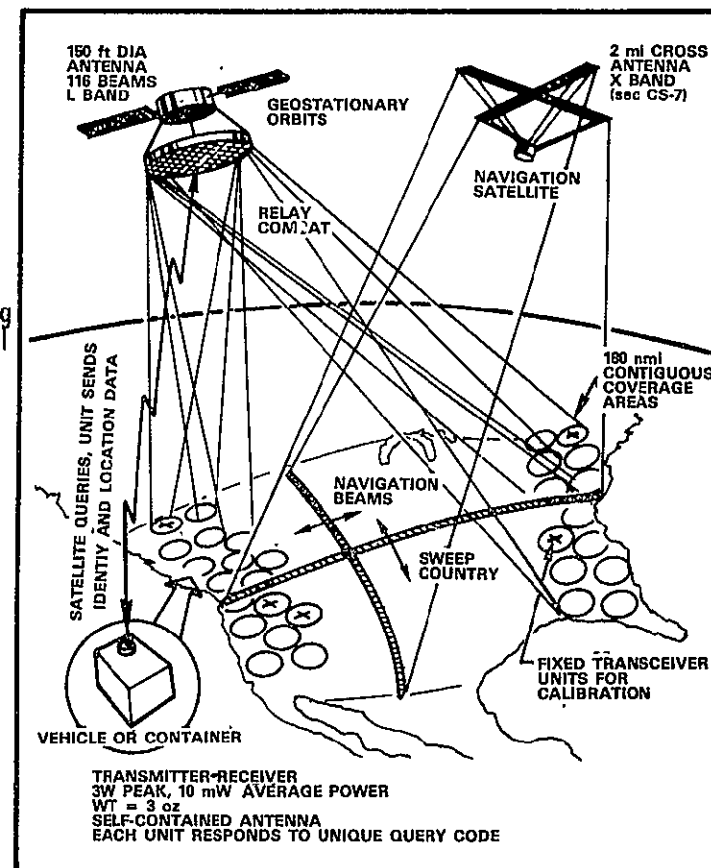 150 ft DIA
ANTENNA
116 BEAMS
L BAND
GEOSTATIONARY
ORBITS
2 mi CROSS
ANTENNA
X BAND
(sec CS-7)
NAVIGATION
SATELLITE
RELAY
g
180 nmi
CONTIGUOUS
COVERAGE
AREAS
SATELLITE QUERIES, UNIT SENDS
IDENTIY AND LOCATION DATA
NAVIGATION
BEAMS
SWEEP
COUNTRY
X
X
X
X
X
FIXED TRANSCEIVER
UNITS FOR
CALIBRATION
VEHICLE OR CONTAINER
TRANSMITTER-RECEIVER
3W PEAK, 10 mW AVERAGE POWER
WT = 3 oz
SELF-CONTAINED ANTENNA
EACH UNIT RESPONDS TO UNIQUE QUERY CODE